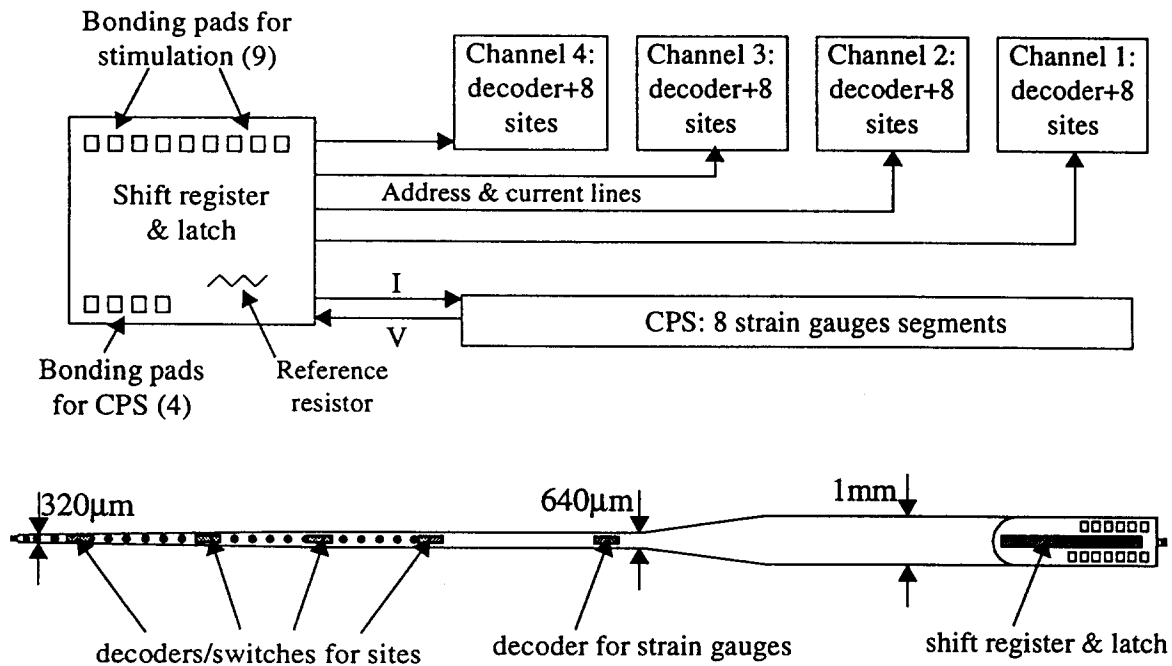 Bonding pads for
stimulation (9)
Channel 4:
decoder+8
sites
Channel 3:
decoder+8
sites
Channel 2:
decoder+8
sites
Channel 1:
decoder+8
sites
Shift register
& latch
Address & current lines
I
V
CPS: 8 strain gauges segments
Bonding pads
for CPS (4)
Reference
resistor
320μm
640μm
1mm
decoders/switches for sites
decoder for strain gauges
shift register & latch